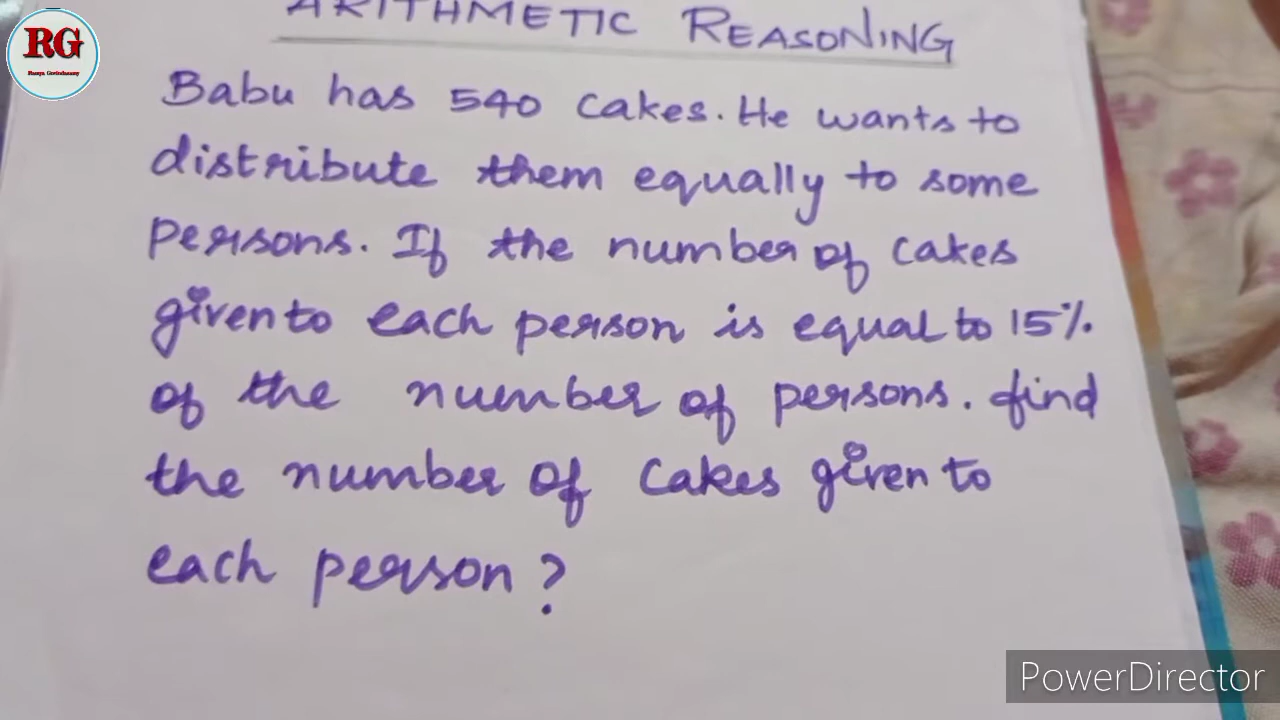 RG
Ramya Govindasamy
ARITHMETIC REASONING
Babu has 540 cakes. He wants to
distribute them equally to some
persons. If the number of cakes
given to each person is equal to 15%
of the number of persons. find
the number of cakes given to
each person?
PowerDirector